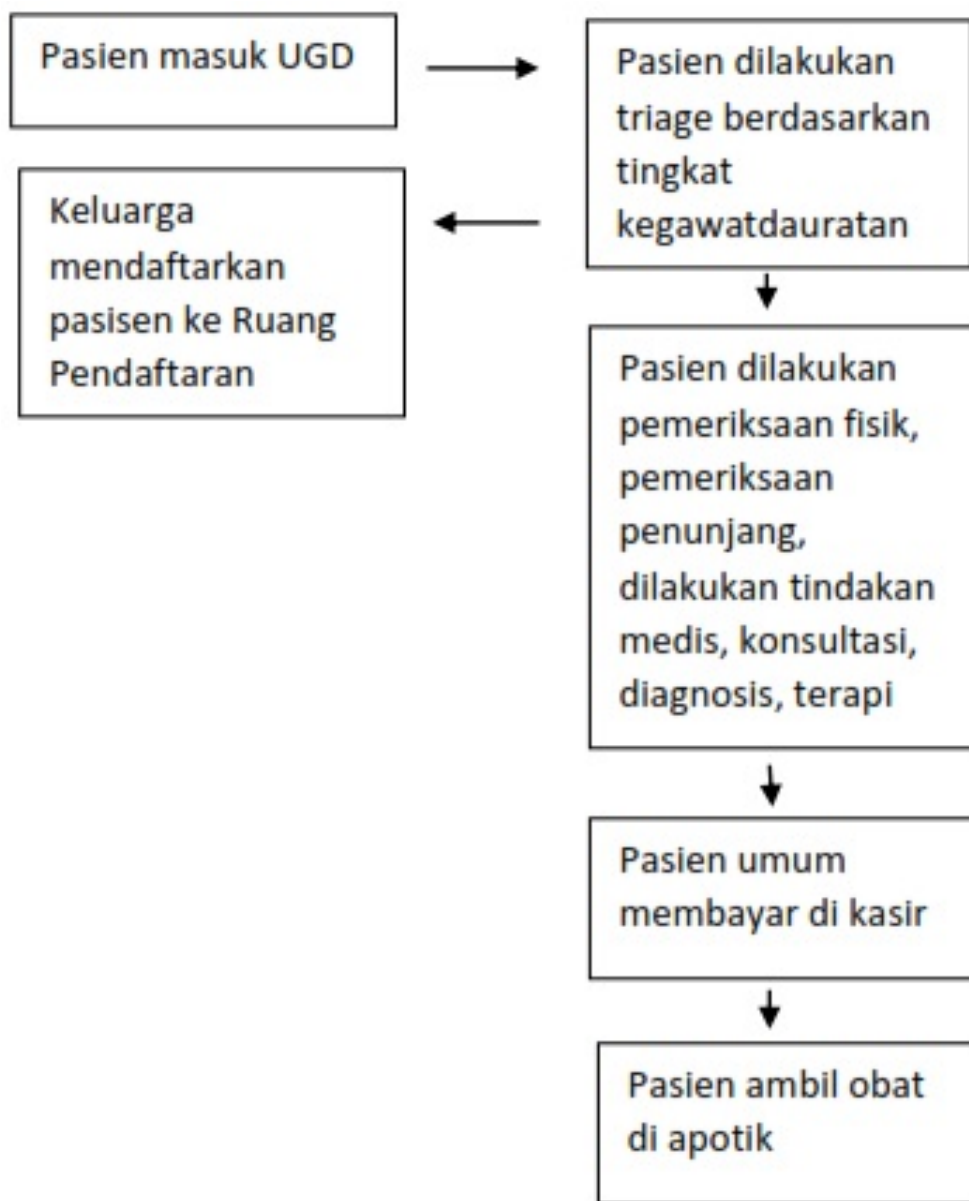 Pasien masuk UGD
Pasien dilakukan
triage berdasarkan
tingkat
kegawatdauratan
Keluarga
mendaftarkan
pasisen ke Ruang
Pendaftaran
Pasien dilakukan
pemeriksaan fisik,
pemeriksaan
penunjang,
dilakukan tindakan
medis, konsultasi,
diagnosis, terapi
Pasien umum
membayar di kasir
Pasien ambil obat
di apotik